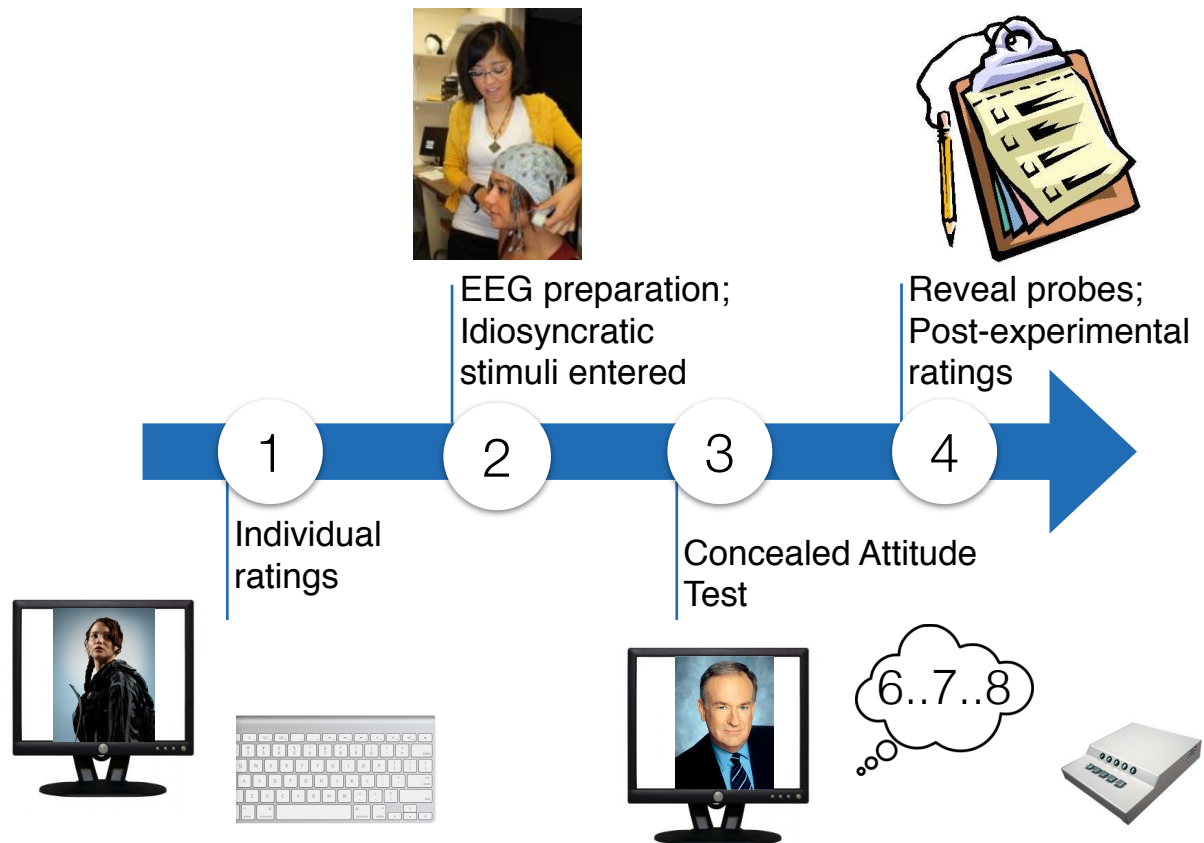 EEG preparation;
Idiosyncratic
stimuli entered
Reveal probes;
Post-experimental
ratings
1
2
3
4
Individual
ratings
Concealed Attitude
Test
6..7..8